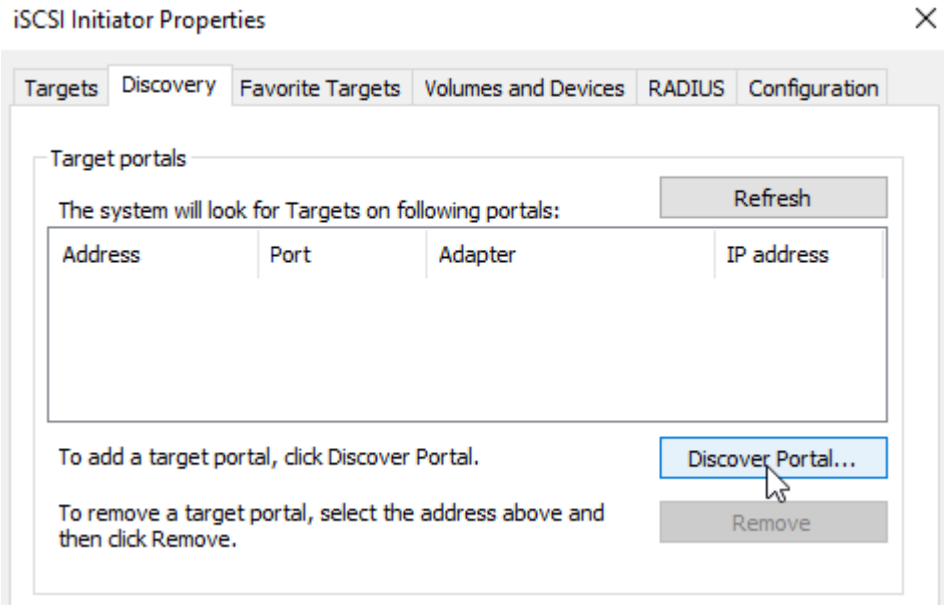 iSCSI Initiator Properties
Targets Discovery Favorite Targets Volumes and Devices RADIUS Configuration
Target portals
Refresh
The system will look for Targets on following portals:
Address Port Adapter IP address
To add a target portal, click Discover Portal.
Discover Portal...
To remove a target portal, select the address above and
then click Remove.
Remove